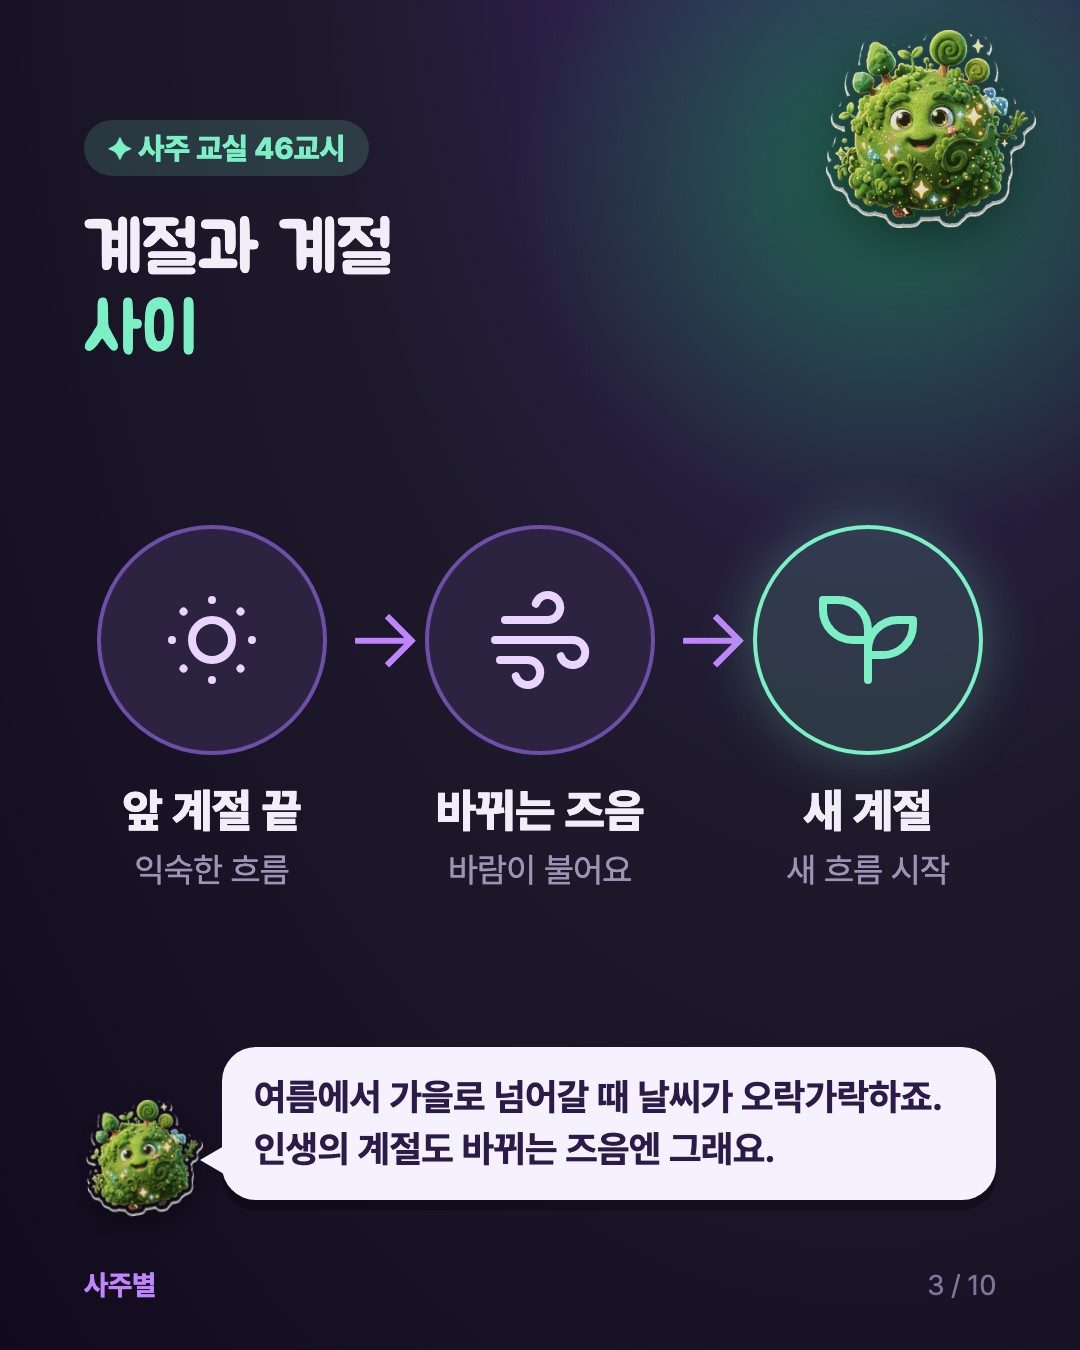 ✦ 사주 교실 46교시
계절과 계절
사이
앞 계절 끝
익숙한 흐름
바뀌는 즈음
바람이 불어요
새 계절
새 흐름 시작
여름에서 가을로 넘어갈 때 날씨가 오락가락하죠.
인생의 계절도 바뀌는 즈음엔 그래요.
사주별
3 / 10